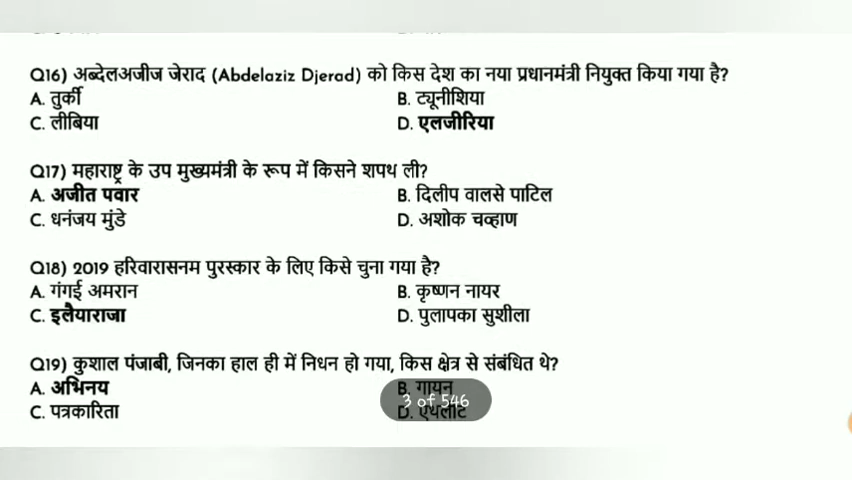 Q16) अब्देलअजीज जेराद (Abdelaziz Djerad) को किस देश का नया प्रधानमंत्री नियुक्त किया गया है?
A. तुर्की B. ट्यूनीशिया
C. लीबिया D. एलजीरिया
Q17) महाराष्ट्र के उप मुख्यमंत्री के रूप में किसने शपथ ली?
A. अजीत पवार B. दिलीप वालसे पाटिल
C. धनंजय मुंडे D. अशोक चव्हाण
Q18) 2019 हरिवारासनम पुरस्कार के लिए किसे चुना गया है?
A. गंगई अमरान B. कृष्णन नायर
C. इलैयाराजा D. पुलापका सुशीला
Q19) कुशाल पंजाबी, जिनका हाल ही में निधन हो गया, किस क्षेत्र से संबंधित थे?
A. अभिनय B. गायन
3 of 546
C. पत्रकारिता D. एथलीट